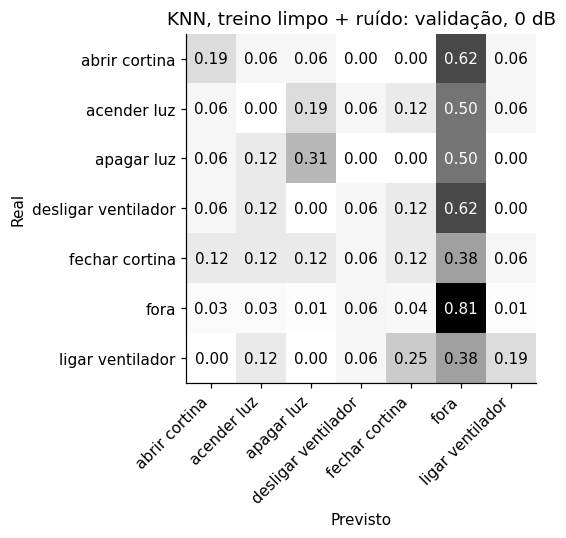 KNN, treino limpo + ruído: validação, 0 dB
abrir cortina 0.19 0.06 0.06 0.00 0.00 0.62 0.06
acender luz 0.06 0.00 0.19 0.06 0.12 0.50 0.06
apagar luz 0.06 0.12 0.31 0.00 0.00 0.50 0.00
desligar ventilador 0.06 0.12 0.00 0.06 0.12 0.62 0.00
fechar cortina 0.12 0.12 0.12 0.06 0.12 0.38 0.06
fora 0.03 0.03 0.01 0.06 0.04 0.81 0.01
ligar ventilador 0.00 0.12 0.00 0.06 0.25 0.38 0.19
Real
abrir cortina
acender luz
apagar luz
desligar ventilador
fechar cortina
fora
ligar ventilador
Previsto